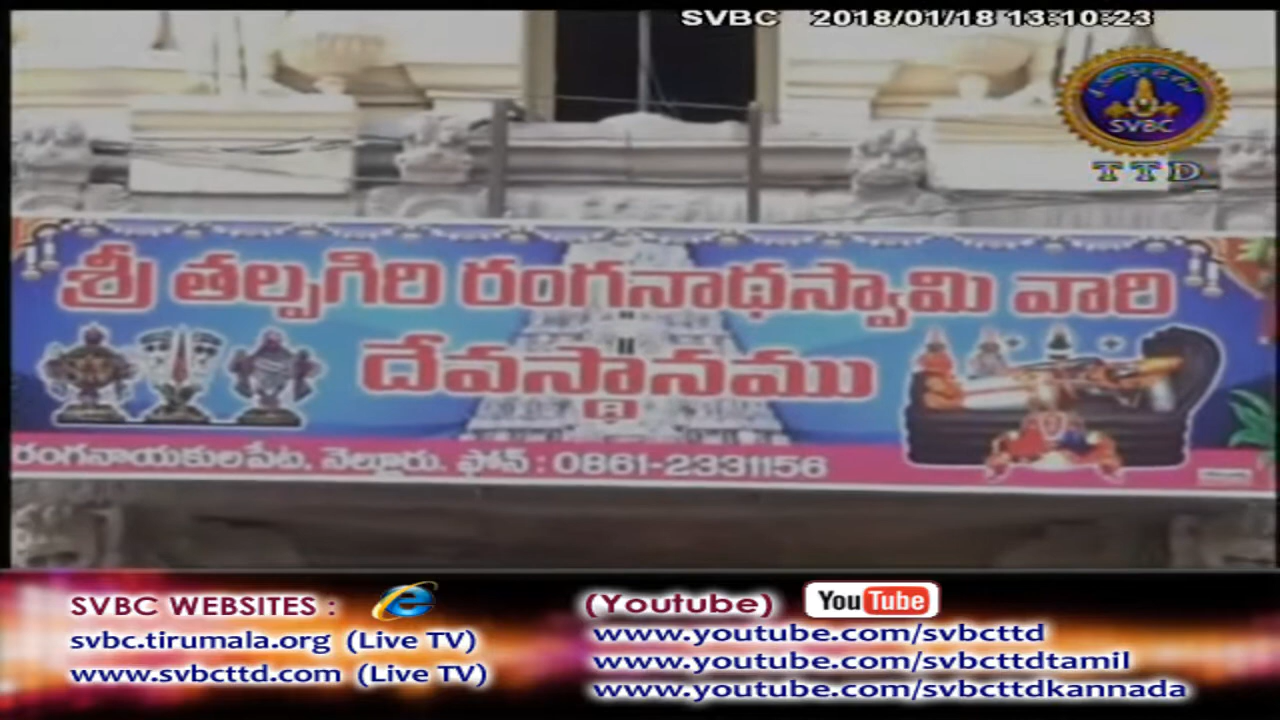 SVBC 2018/01/18 13:10:23
SVBC
T T D
శ్రీ తల్పగిరి రంగనాథస్వామి వారి
దేవస్థానము
రంగనాయకులపేట, నెల్లూరు. ఫోన్ : 0861-2331156
SVBC WEBSITES :
svbc.tirumala.org (Live TV)
www.svbcttd.com (Live TV)
(Youtube) YouTube
www.youtube.com/svbcttd
www.youtube.com/svbcttdtamil
www.youtube.com/svbcttdkannada